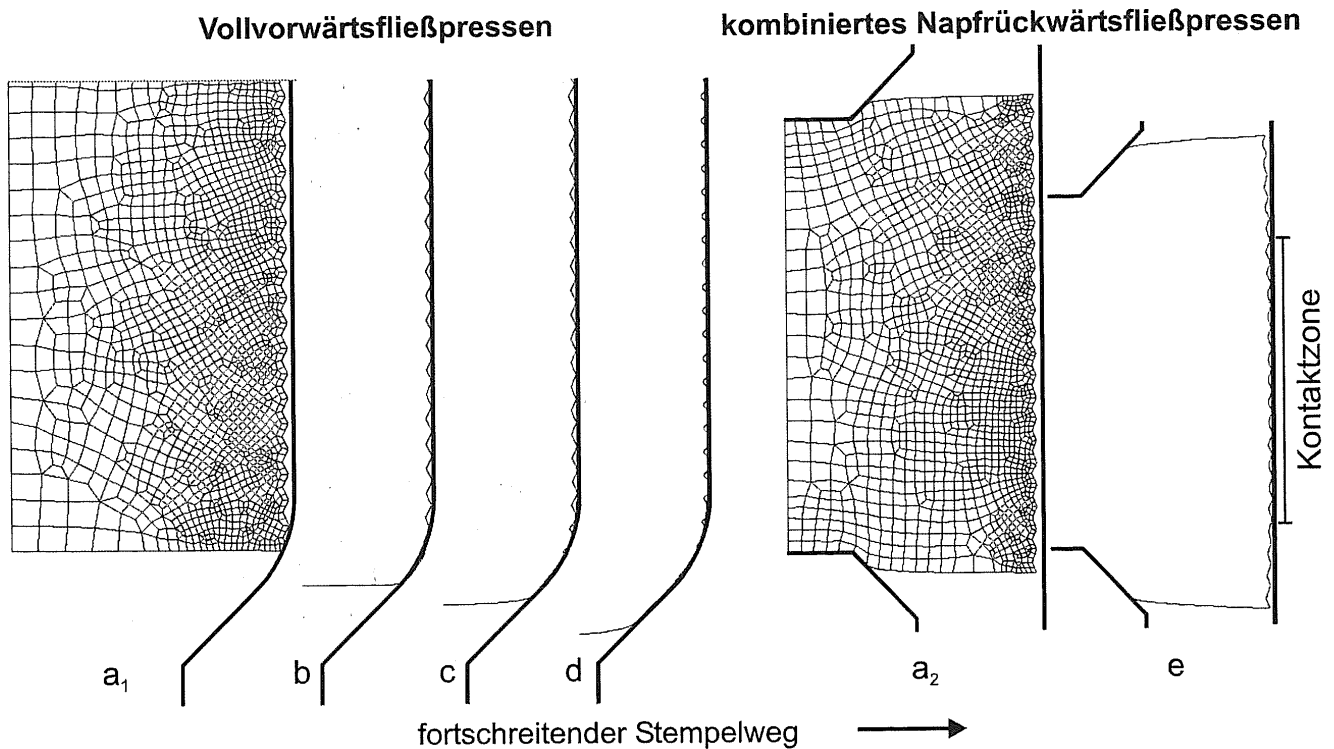 Vollvorwärtsfließpressen
kombiniertes Napfrückwärtsfließpressen
Kontaktzone
a₁
b
c
d
a₂
e
fortschreitender Stempelweg